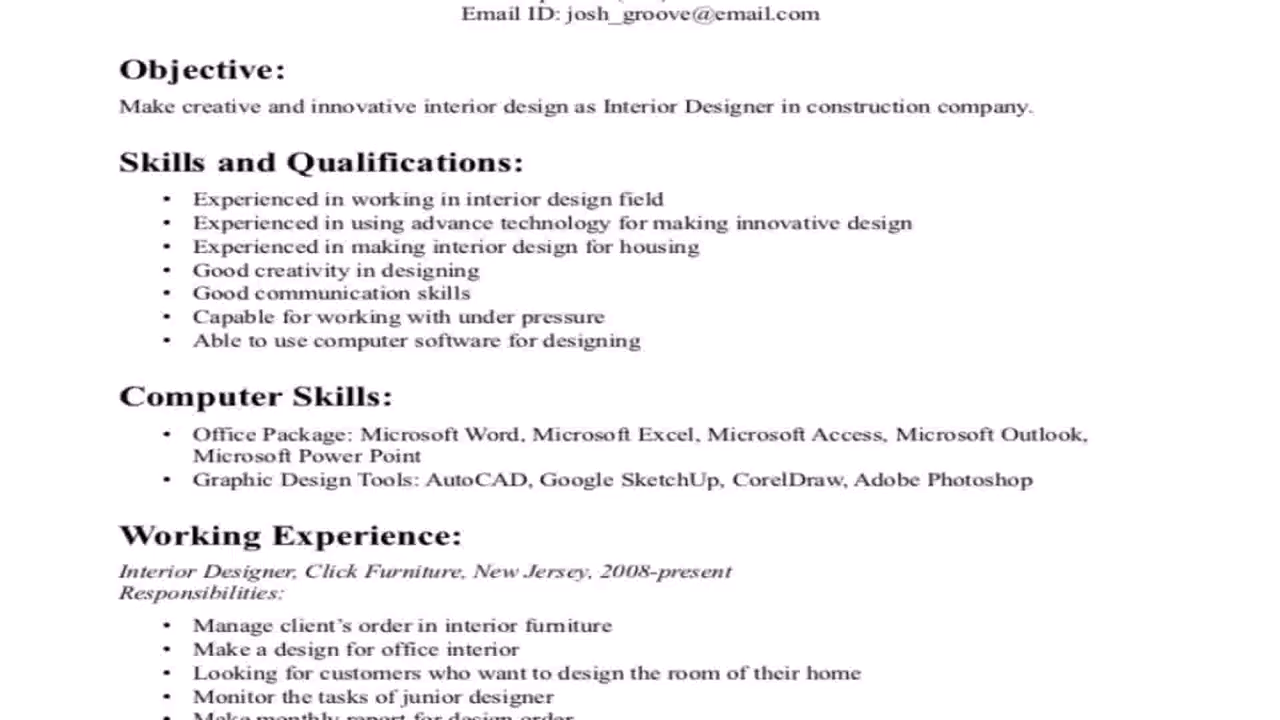 Email ID: josh_groove@email.com
Objective:
Make creative and innovative interior design as Interior Designer in construction company.
Skills and Qualifications:
• Experienced in working in interior design field
• Experienced in using advance technology for making innovative design
• Experienced in making interior design for housing
• Good creativity in designing
• Good communication skills
• Capable for working with under pressure
• Able to use computer software for designing
Computer Skills:
• Office Package: Microsoft Word, Microsoft Excel, Microsoft Access, Microsoft Outlook,
Microsoft Power Point
• Graphic Design Tools: AutoCAD, Google SketchUp, CorelDraw, Adobe Photoshop
Working Experience:
Interior Designer, Click Furniture, New Jersey, 2008-present
Responsibilities:
• Manage client’s order in interior furniture
• Make a design for office interior
• Looking for customers who want to design the room of their home
• Monitor the tasks of junior designer
• Make monthly report for design order